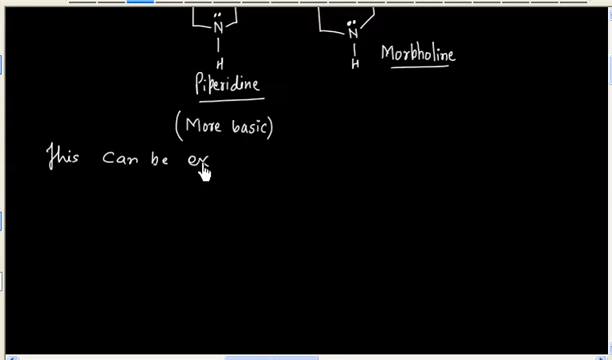 N
N
H
H
Morpholine
Piperidine
(More basic)
This can be ex